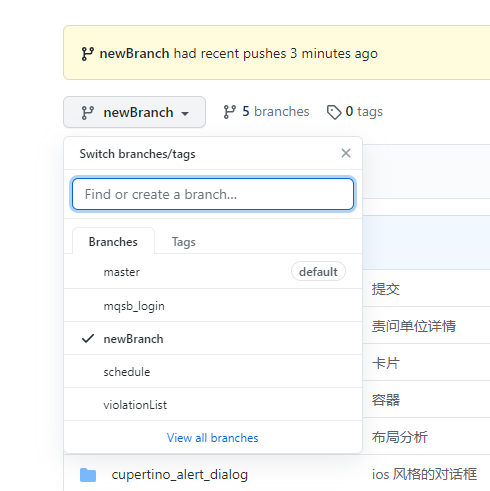 newBranch had recent pushes 3 minutes ago
newBranch 5 branches 0 tags
Switch branches/tags
Find or create a branch...
Branches Tags
master default
提交
mqsb_login
责问单位详情
newBranch
卡片
schedule
容器
violationList
布局分析
View all branches
cupertino_alert_dialog ios 风格的对话框